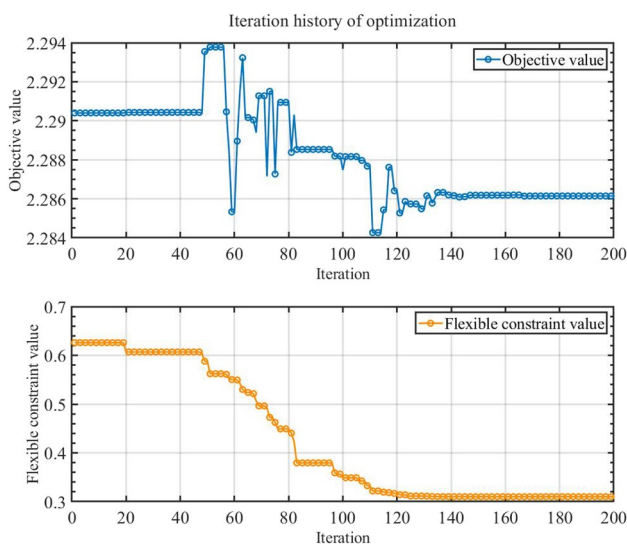 Iteration history of optimization
2.294
2.292
2.29
2.288
2.286
2.284
Objective value
Objective value
0 20 40 60 80 100 120 140 160 180 200
Iteration
0.7
0.6
0.5
0.4
0.3
Flexible constraint value
Flexible constraint value
0 20 40 60 80 100 120 140 160 180 200
Iteration